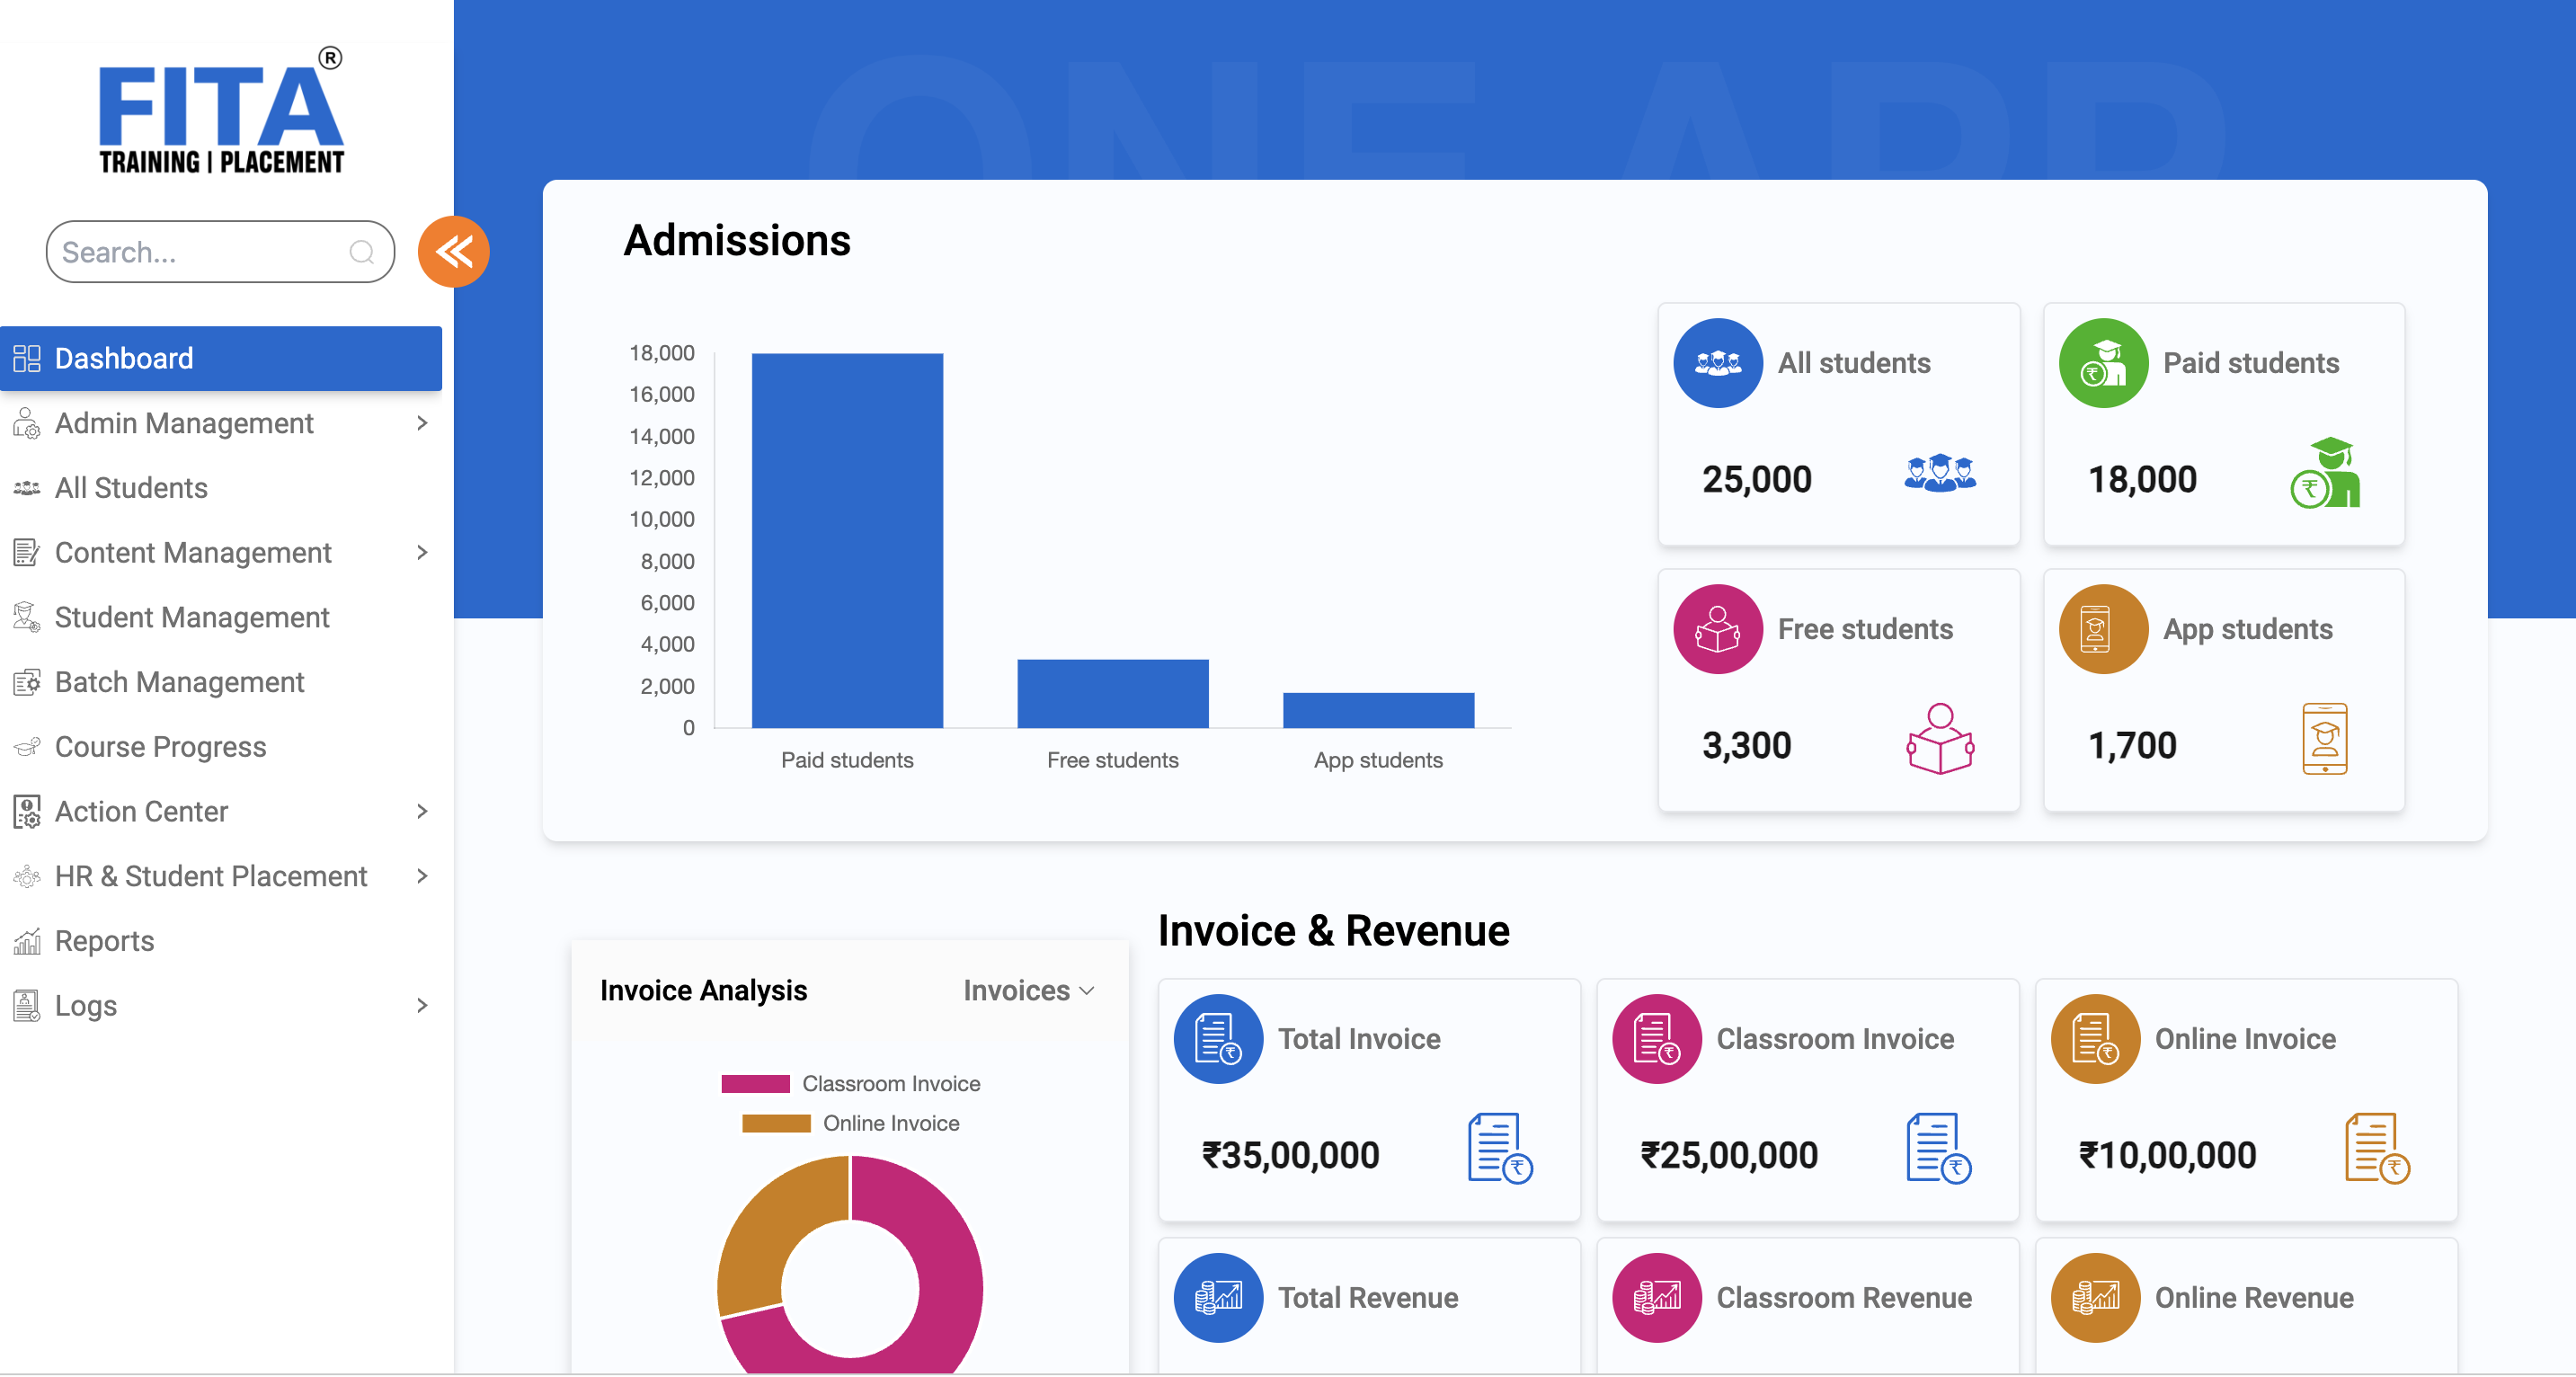 FITA®
TRAINING | PLACEMENT
Search...
Dashboard
Admin Management
All Students
Content Management
Student Management
Batch Management
Course Progress
Action Center
HR & Student Placement
Reports
Logs
ONE APP
Admissions
18,000
16,000
14,000
12,000
10,000
8,000
6,000
4,000
2,000
0
Paid students
Free students
App students
All students
25,000
Paid students
18,000
Free students
3,300
App students
1,700
Invoice Analysis
Invoices
Classroom Invoice
Online Invoice
Invoice & Revenue
Total Invoice
₹35,00,000
Classroom Invoice
₹25,00,000
Online Invoice
₹10,00,000
Total Revenue
Classroom Revenue
Online Revenue